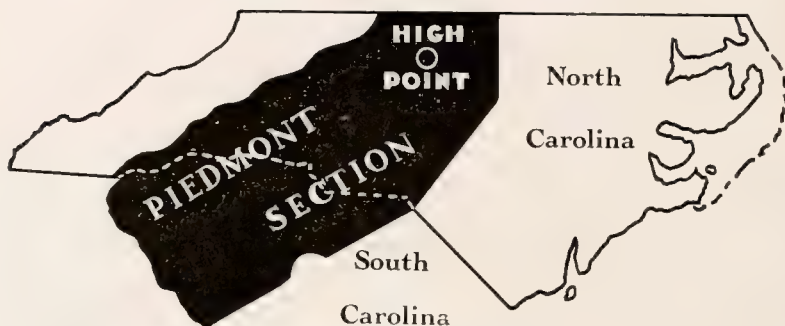 HIGH
POINT
North
Carolina
PIEDMONT
SECTION
South
Carolina